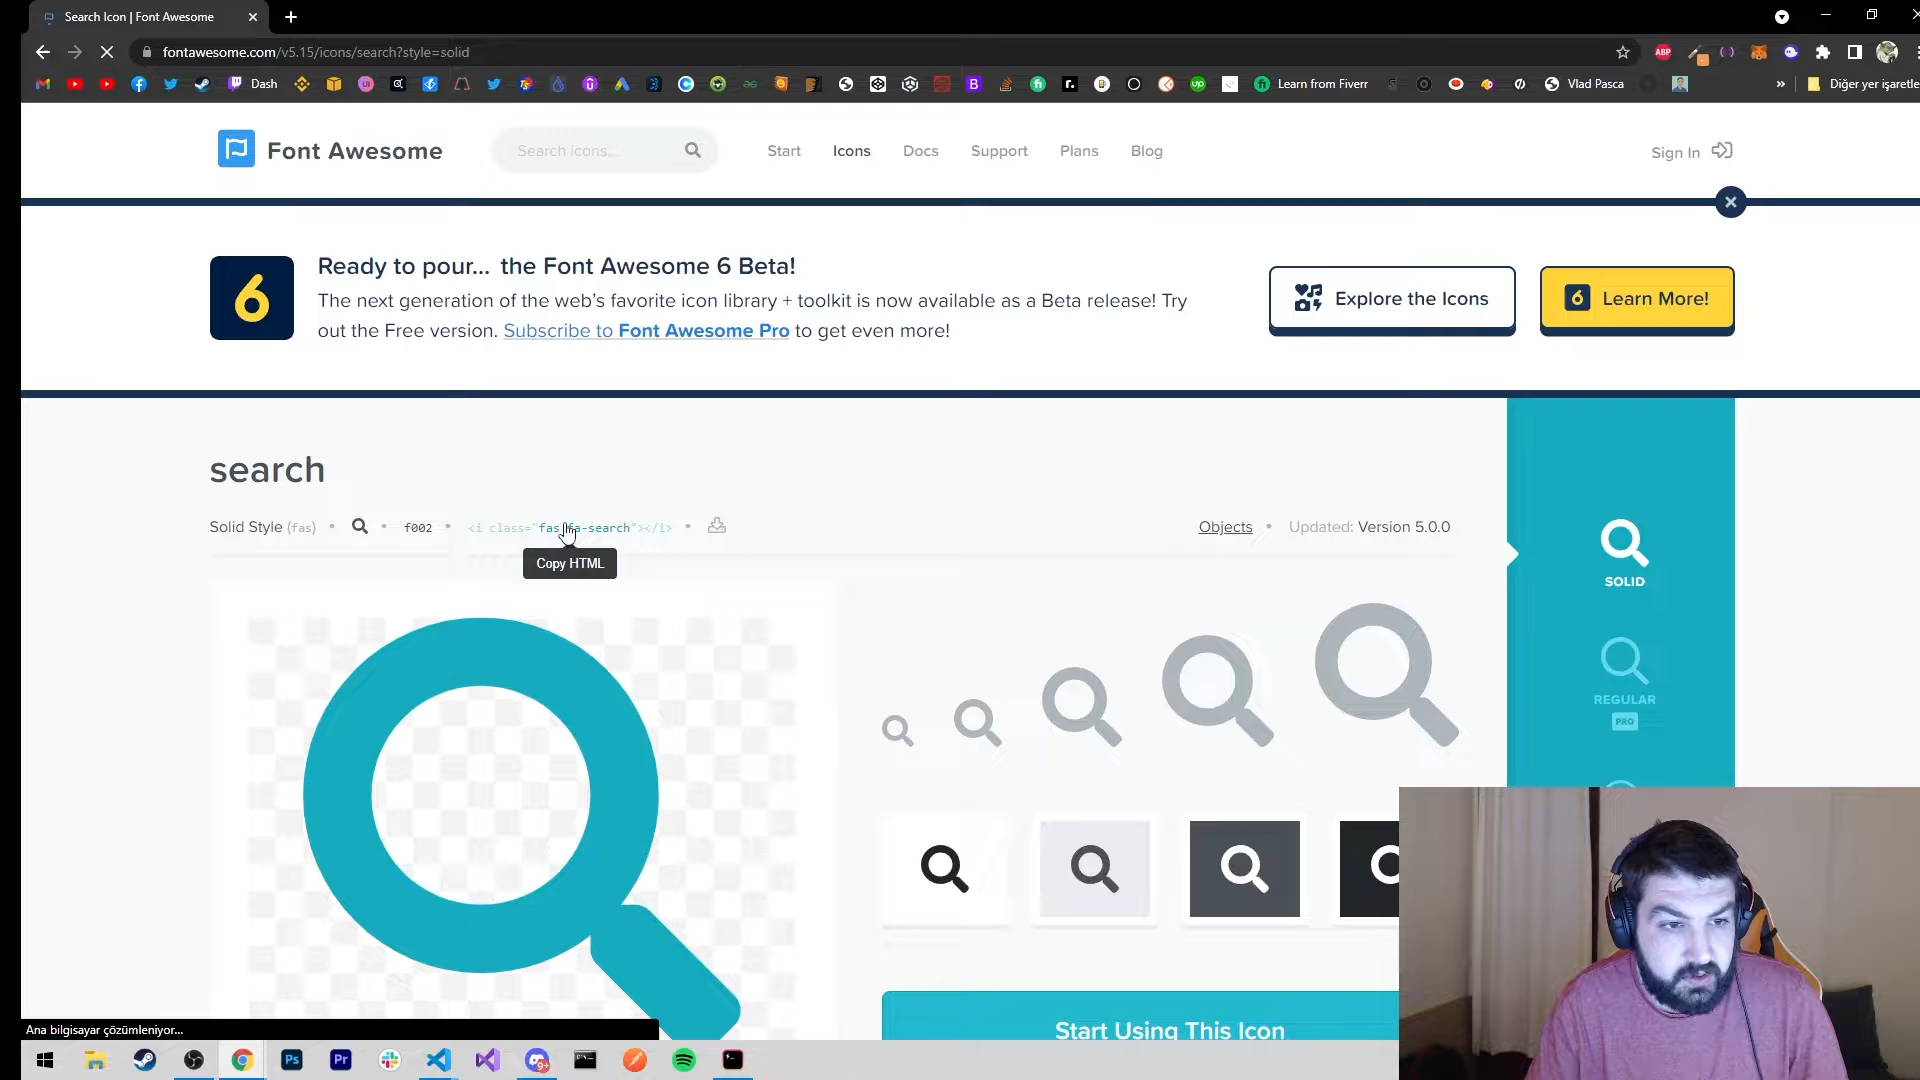 Search Icon | Font Awesome
fontawesome.com/v5.15/icons/search?style=solid
ABP
Dash
Learn from Fiverr
Vlad Pasca
»
Diğer yer işaretle
Font Awesome
Search icons...
Start
Icons
Docs
Support
Plans
Blog
Sign In
6
Ready to pour... the Font Awesome 6 Beta!
The next generation of the web’s favorite icon library + toolkit is now available as a Beta release! Try
out the Free version. Subscribe to Font Awesome Pro to get even more!
Explore the Icons
6 Learn More!
search
Solid Style (fas) • • f002 • <i class="fas fa-search"></i> •
Objects • Updated: Version 5.0.0
Copy HTML
SOLID
REGULAR
PRO
Start Using This Icon
Ana bilgisayar çözümleniyor...
Ps
Pr
9+